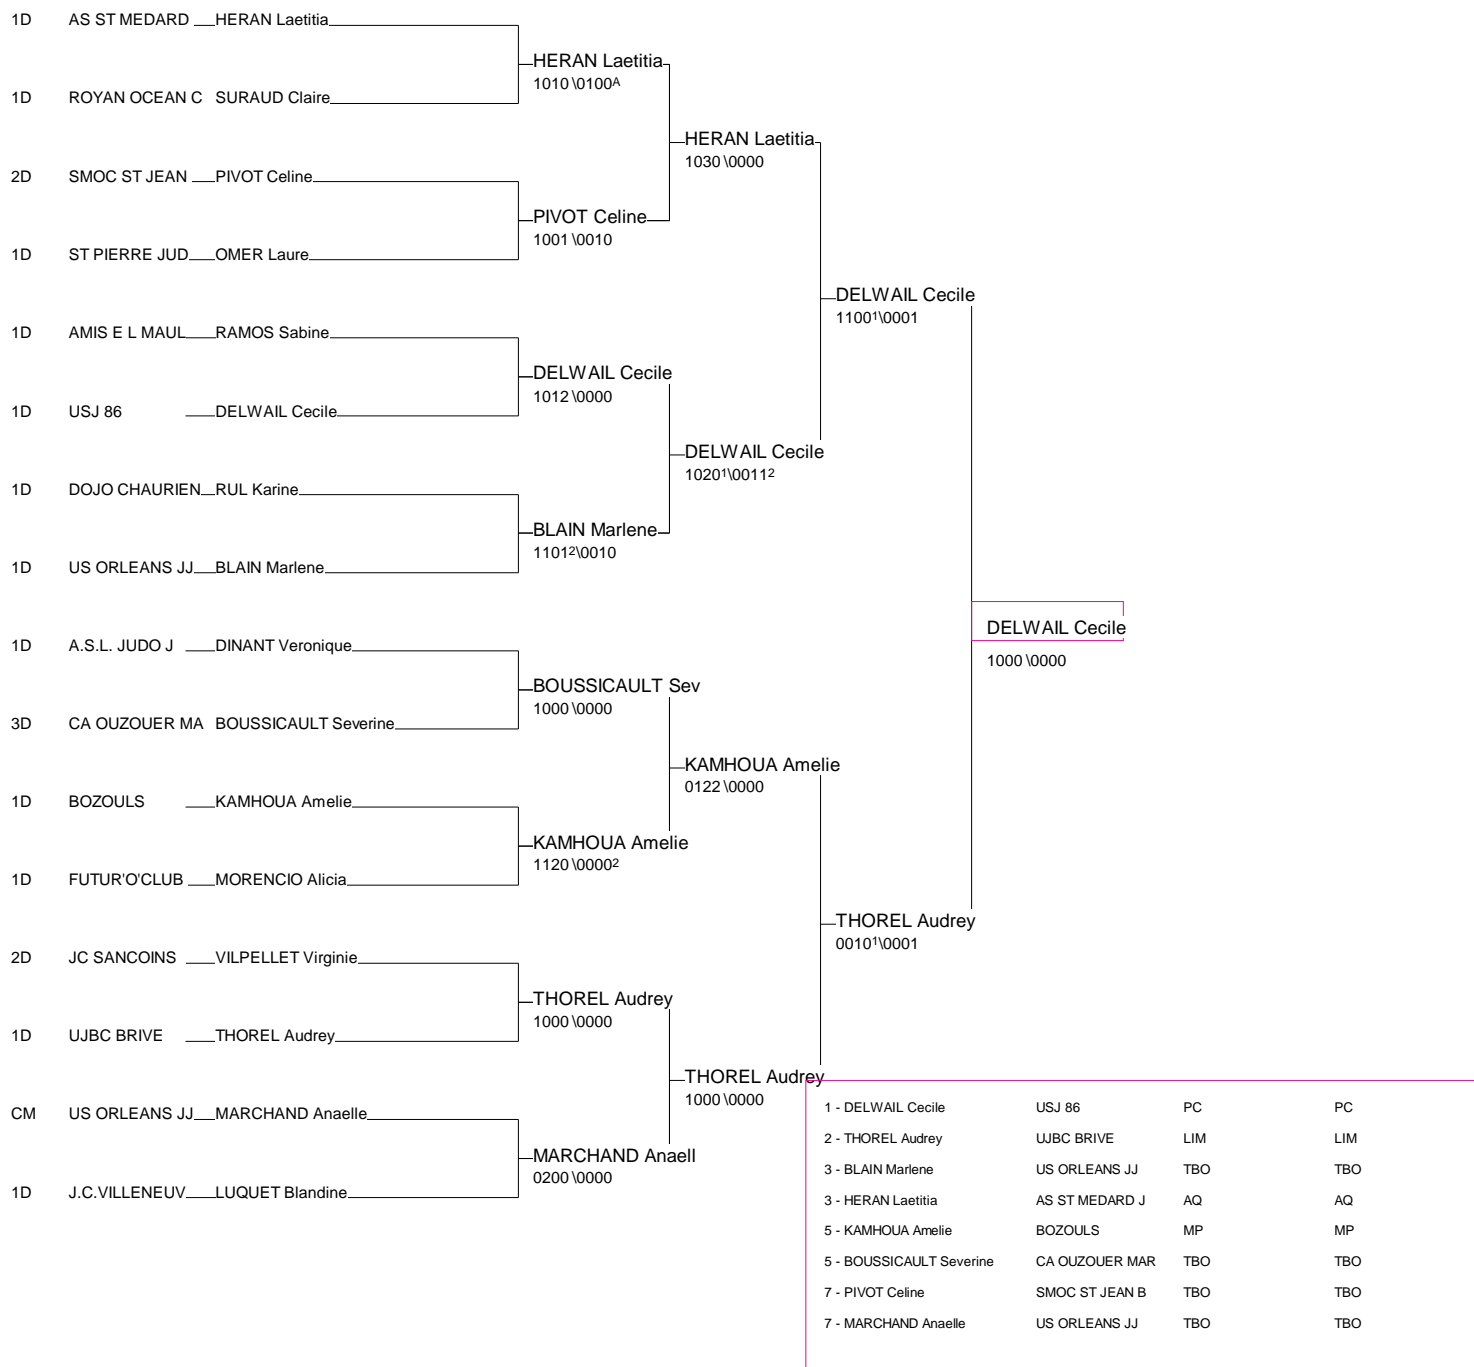 1D AS ST MEDARD HERAN Laetitia
HERAN Laetitia
1010 \0100A
1D ROYAN OCEAN C SURAUD Claire
HERAN Laetitia
1030 \0000
2D SMOC ST JEAN PIVOT Celine
PIVOT Celine
1001 \0010
1D ST PIERRE JUD OMER Laure
DELWAIL Cecile
1100¹\0001
1D AMIS E L MAUL RAMOS Sabine
DELWAIL Cecile
1012 \0000
1D USJ 86 DELWAIL Cecile
DELWAIL Cecile
1020¹\0011²
1D DOJO CHAURIEN RUL Karine
BLAIN Marlene
1101²\0010
1D US ORLEANS JJ BLAIN Marlene
DELWAIL Cecile
1000 \0000
1D A.S.L. JUDO J DINANT Veronique
BOUSSICAULT Sev
1000 \0000
3D CA OUZOUER MA BOUSSICAULT Severine
KAMHOUA Amelie
0122 \0000
1D BOZOULS KAMHOUA Amelie
KAMHOUA Amelie
1120 \0000²
1D FUTUR'O'CLUB MORENCIO Alicia
THOREL Audrey
0010¹\0001
2D JC SANCOINS VILPELLET Virginie
THOREL Audrey
1000 \0000
1D UJBC BRIVE THOREL Audrey
THOREL Audrey
1000 \0000
CM US ORLEANS JJ MARCHAND Anaelle
MARCHAND Anaell
0200 \0000
1D J.C.VILLENEUV LUQUET Blandine
1 - DELWAIL Cecile USJ 86 PC PC
2 - THOREL Audrey UJBC BRIVE LIM LIM
3 - BLAIN Marlene US ORLEANS JJ TBO TBO
3 - HERAN Laetitia AS ST MEDARD J AQ AQ
5 - KAMHOUA Amelie BOZOULS MP MP
5 - BOUSSICAULT Severine CA OUZOUER MAR TBO TBO
7 - PIVOT Celine SMOC ST JEAN B TBO TBO
7 - MARCHAND Anaelle US ORLEANS JJ TBO TBO